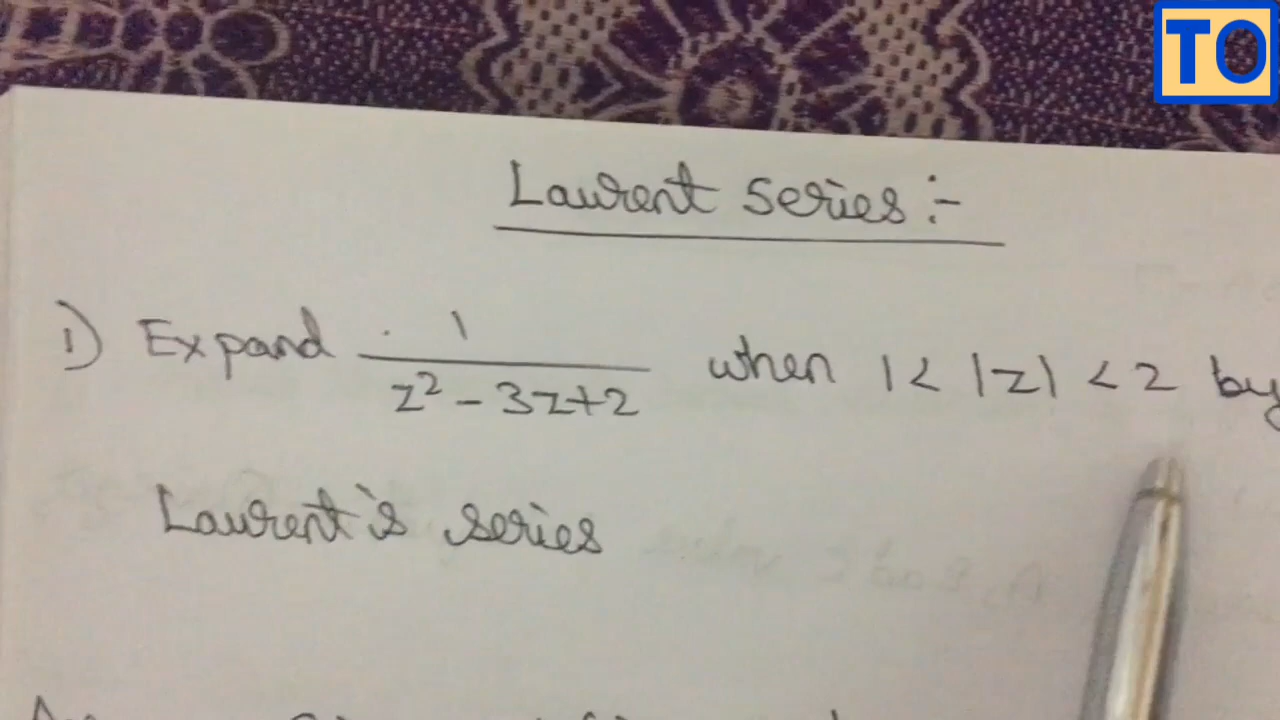 TO
Laurent Series :-
1) Expand 1/(z² - 3z+2) when 1 < |z| < 2 by
Laurent's series